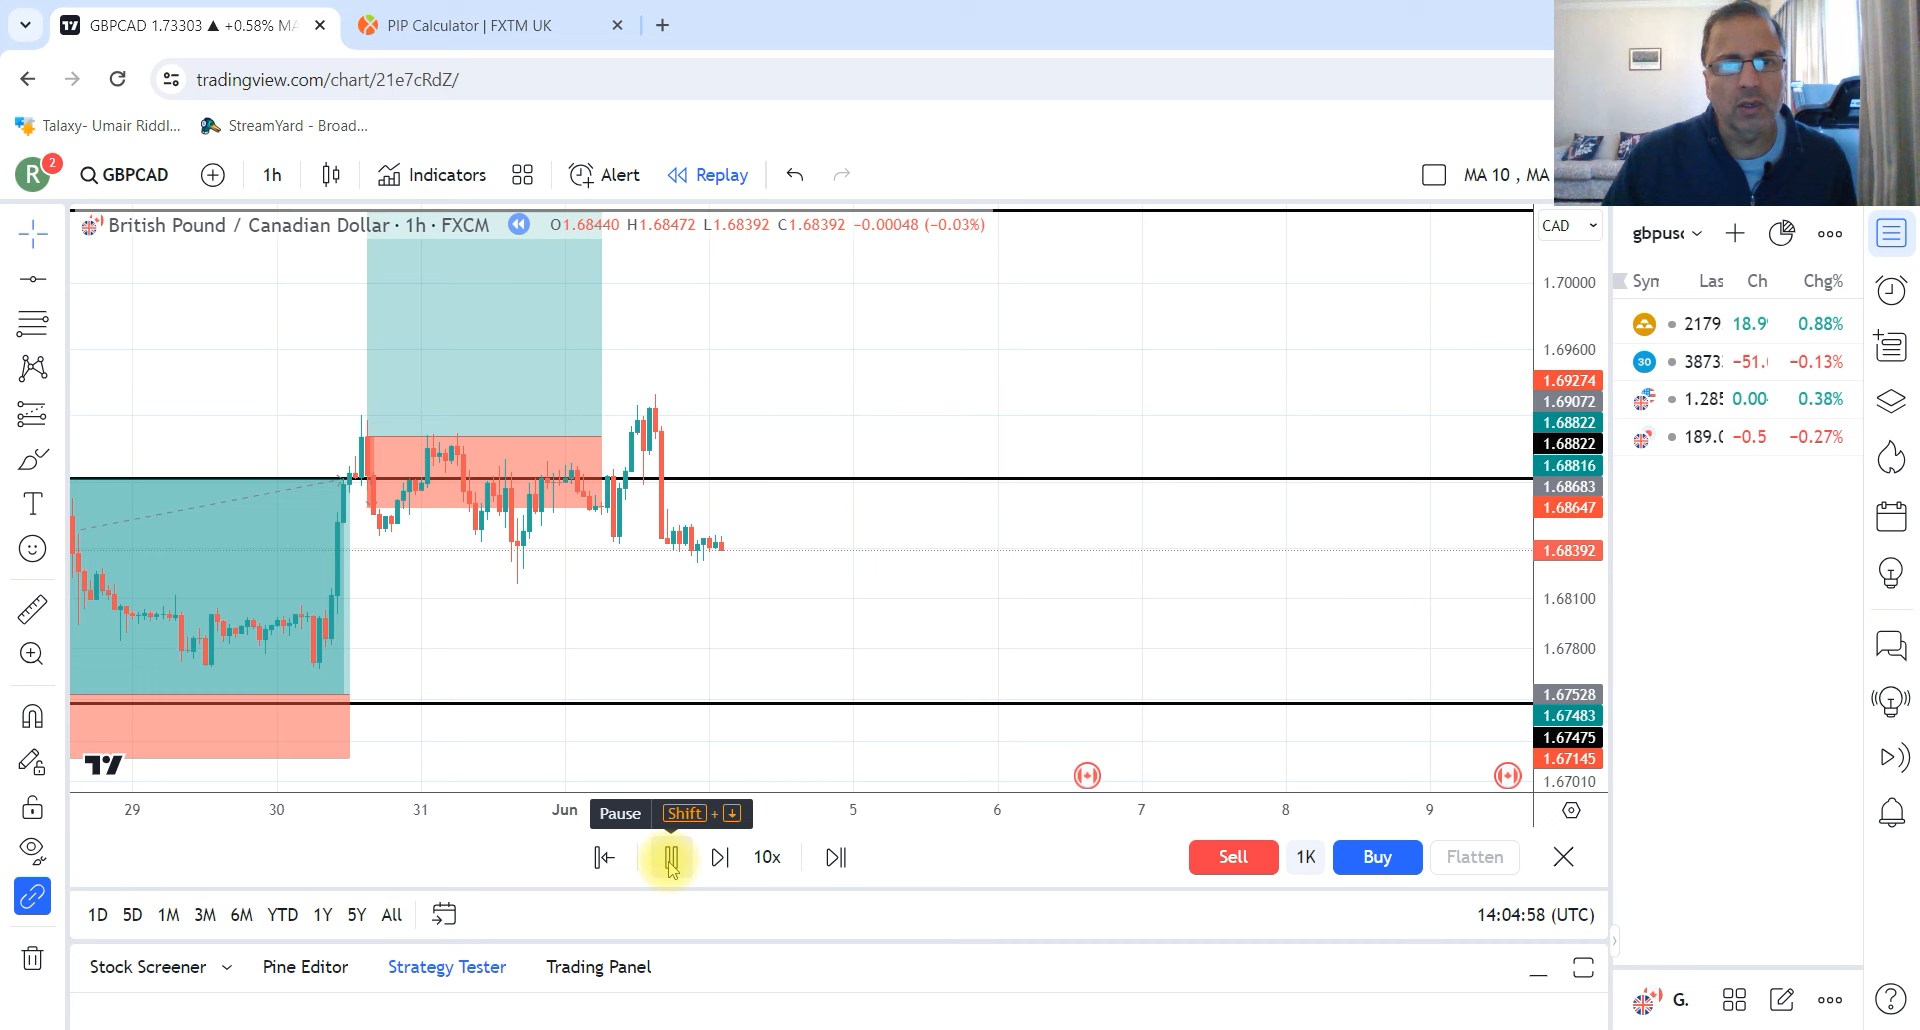 GBPCAD 1.73303 ▲ +0.58% MA
PIP Calculator | FXTM UK
tradingview.com/chart/21e7cRdZ/
Talaxy- Umair Riddl...
StreamYard - Broad...
R
2
GBPCAD
1h
Indicators
Alert
Replay
MA 10 , MA
British Pound / Canadian Dollar · 1h · FXCM
O1.68440 H1.68472 L1.68392 C1.68392 −0.00048 (−0.03%)
CAD
1.70000
1.69600
1.69274
1.69072
1.68822
1.68822
1.68816
1.68683
1.68647
1.68392
1.68100
1.67800
1.67528
1.67483
1.67475
1.67145
1.67010
29
30
31
Jun
5
6
7
8
9
Pause
Shift + ↓
10x
Sell
1K
Buy
Flatten
1D
5D
1M
3M
6M
YTD
1Y
5Y
All
14:04:58 (UTC)
Stock Screener
Pine Editor
Strategy Tester
Trading Panel
gbpusd
Sym Las Ch Chg%
2179. 18.9 0.88%
30 3873 −51. −0.13%
1.285 0.00 0.38%
189.0 −0.5 −0.27%
G.